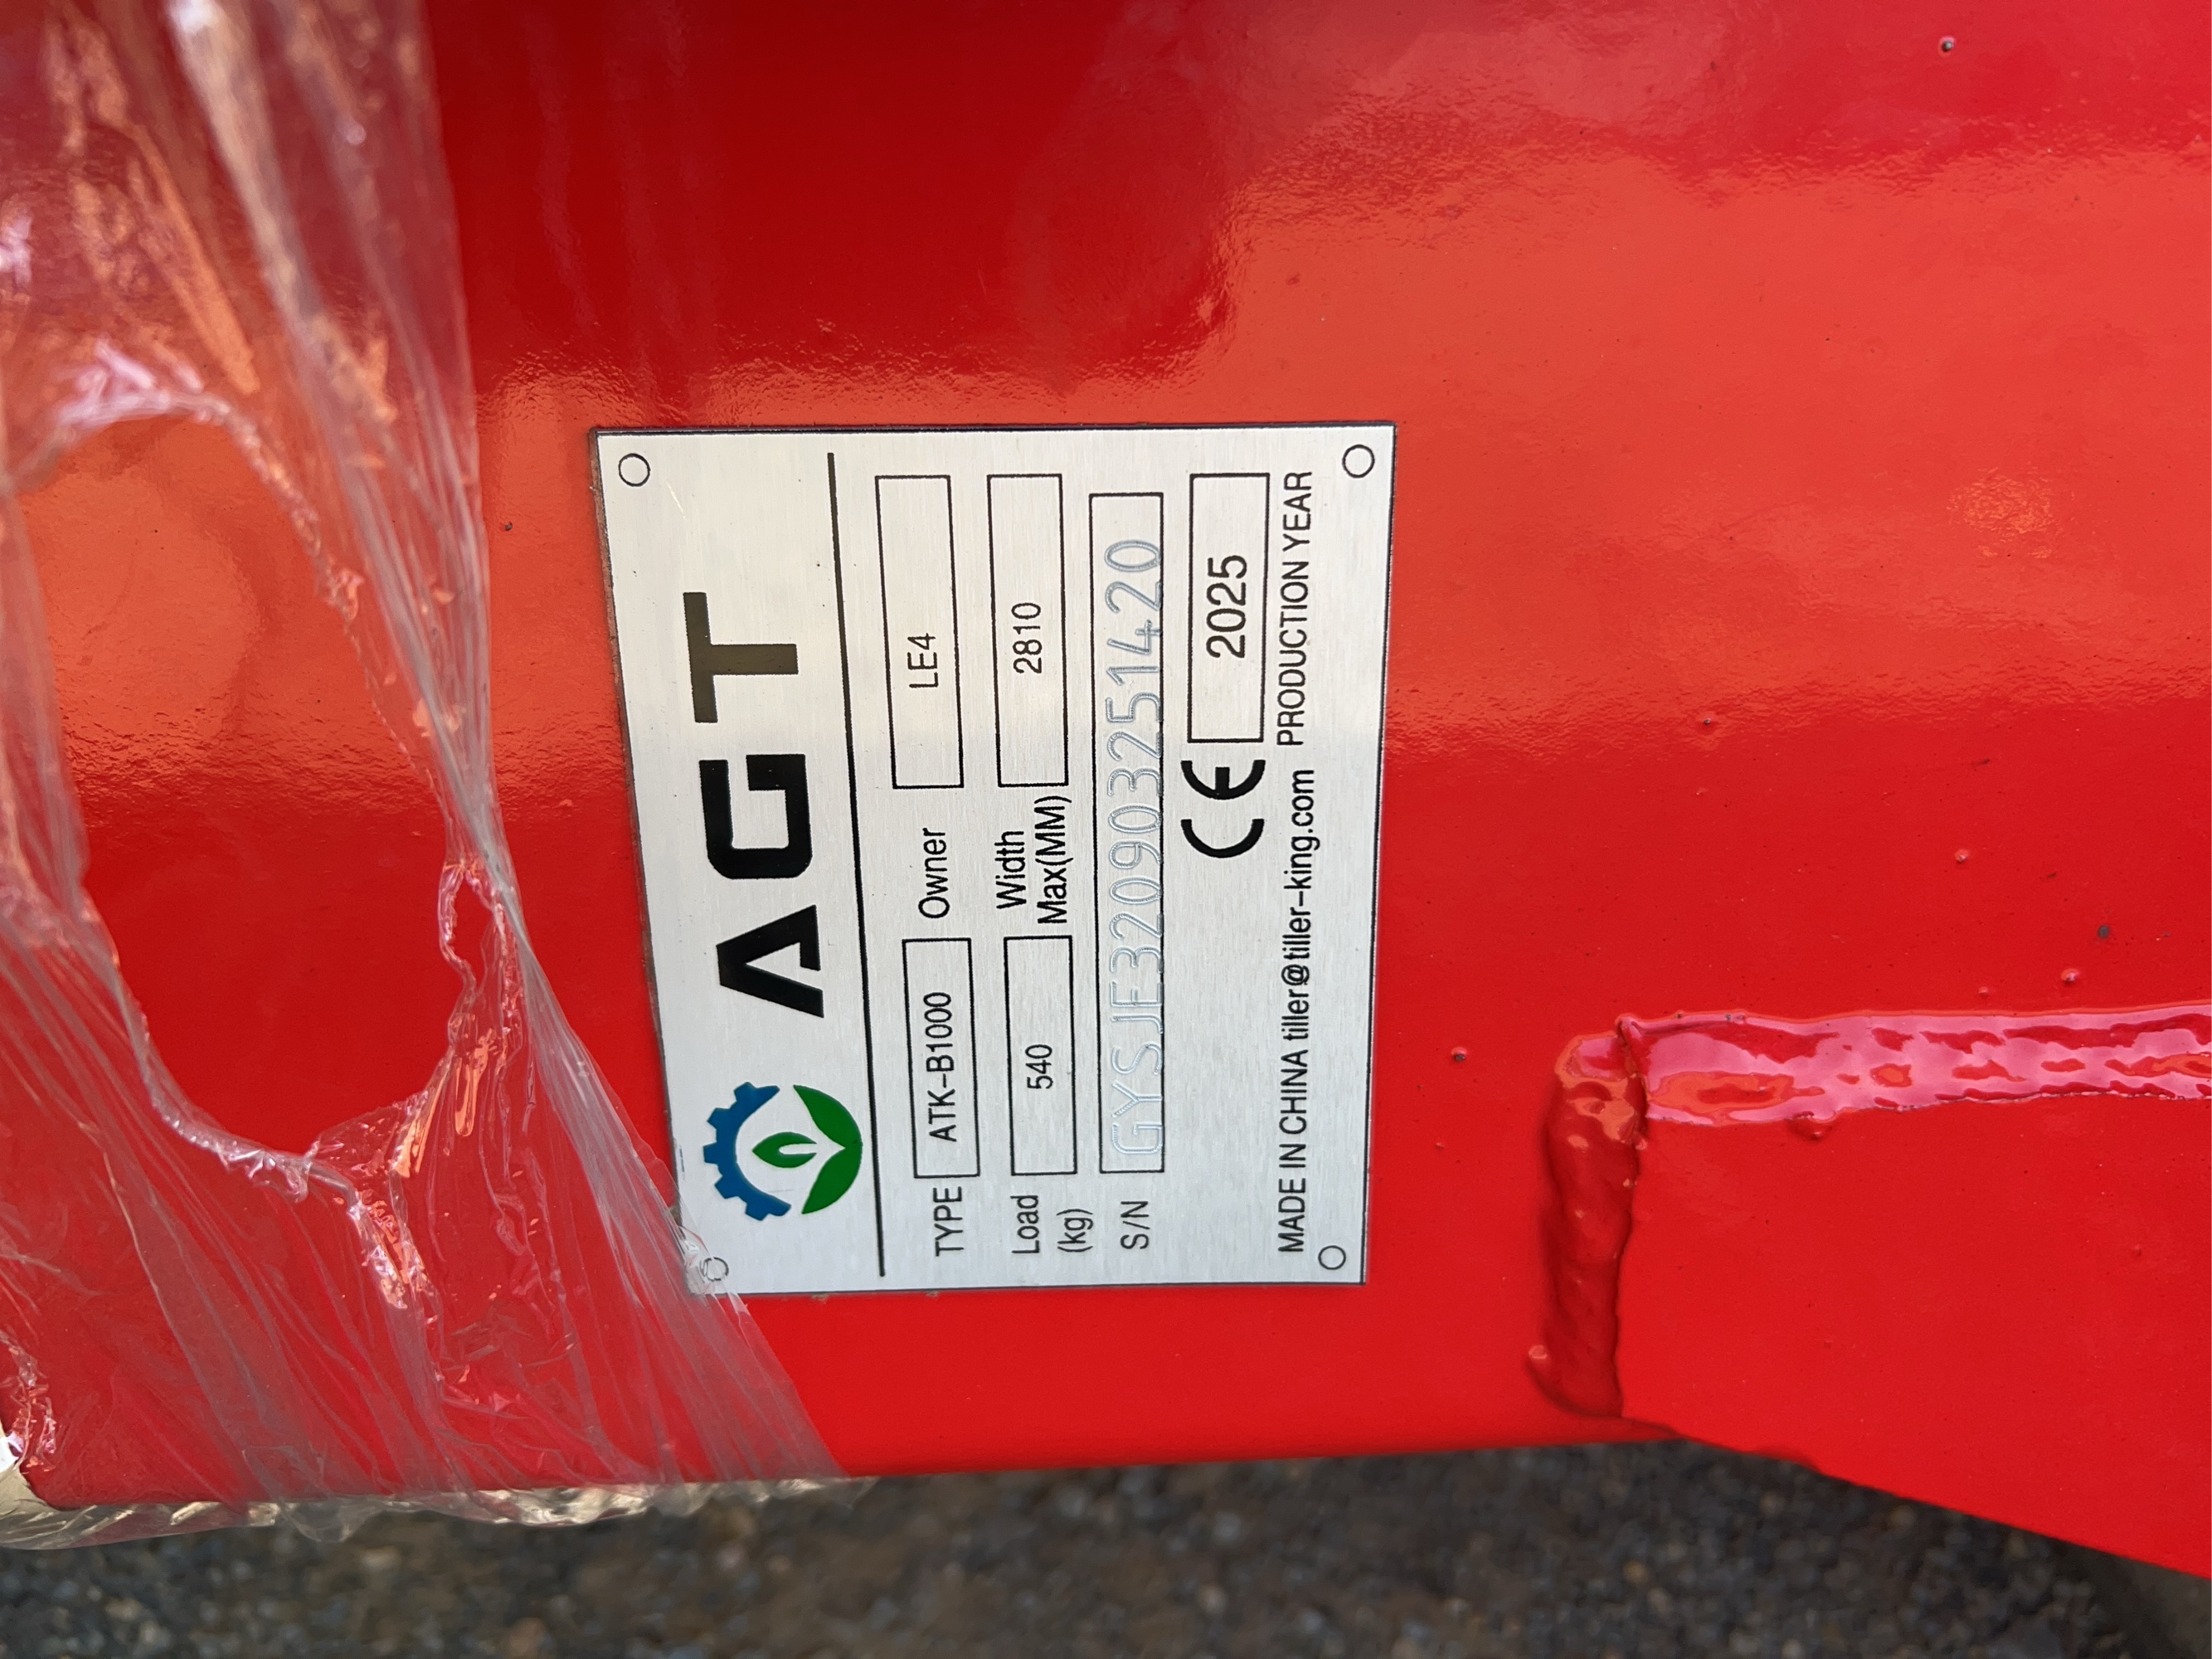 AGT
TYPE ATK-B1000 Owner LE4
Load (kg) 540 Width Max(MM) 2810
S/N GYSJE320903251420
CE 2025
MADE IN CHINA tiller@tiller-king.com PRODUCTION YEAR